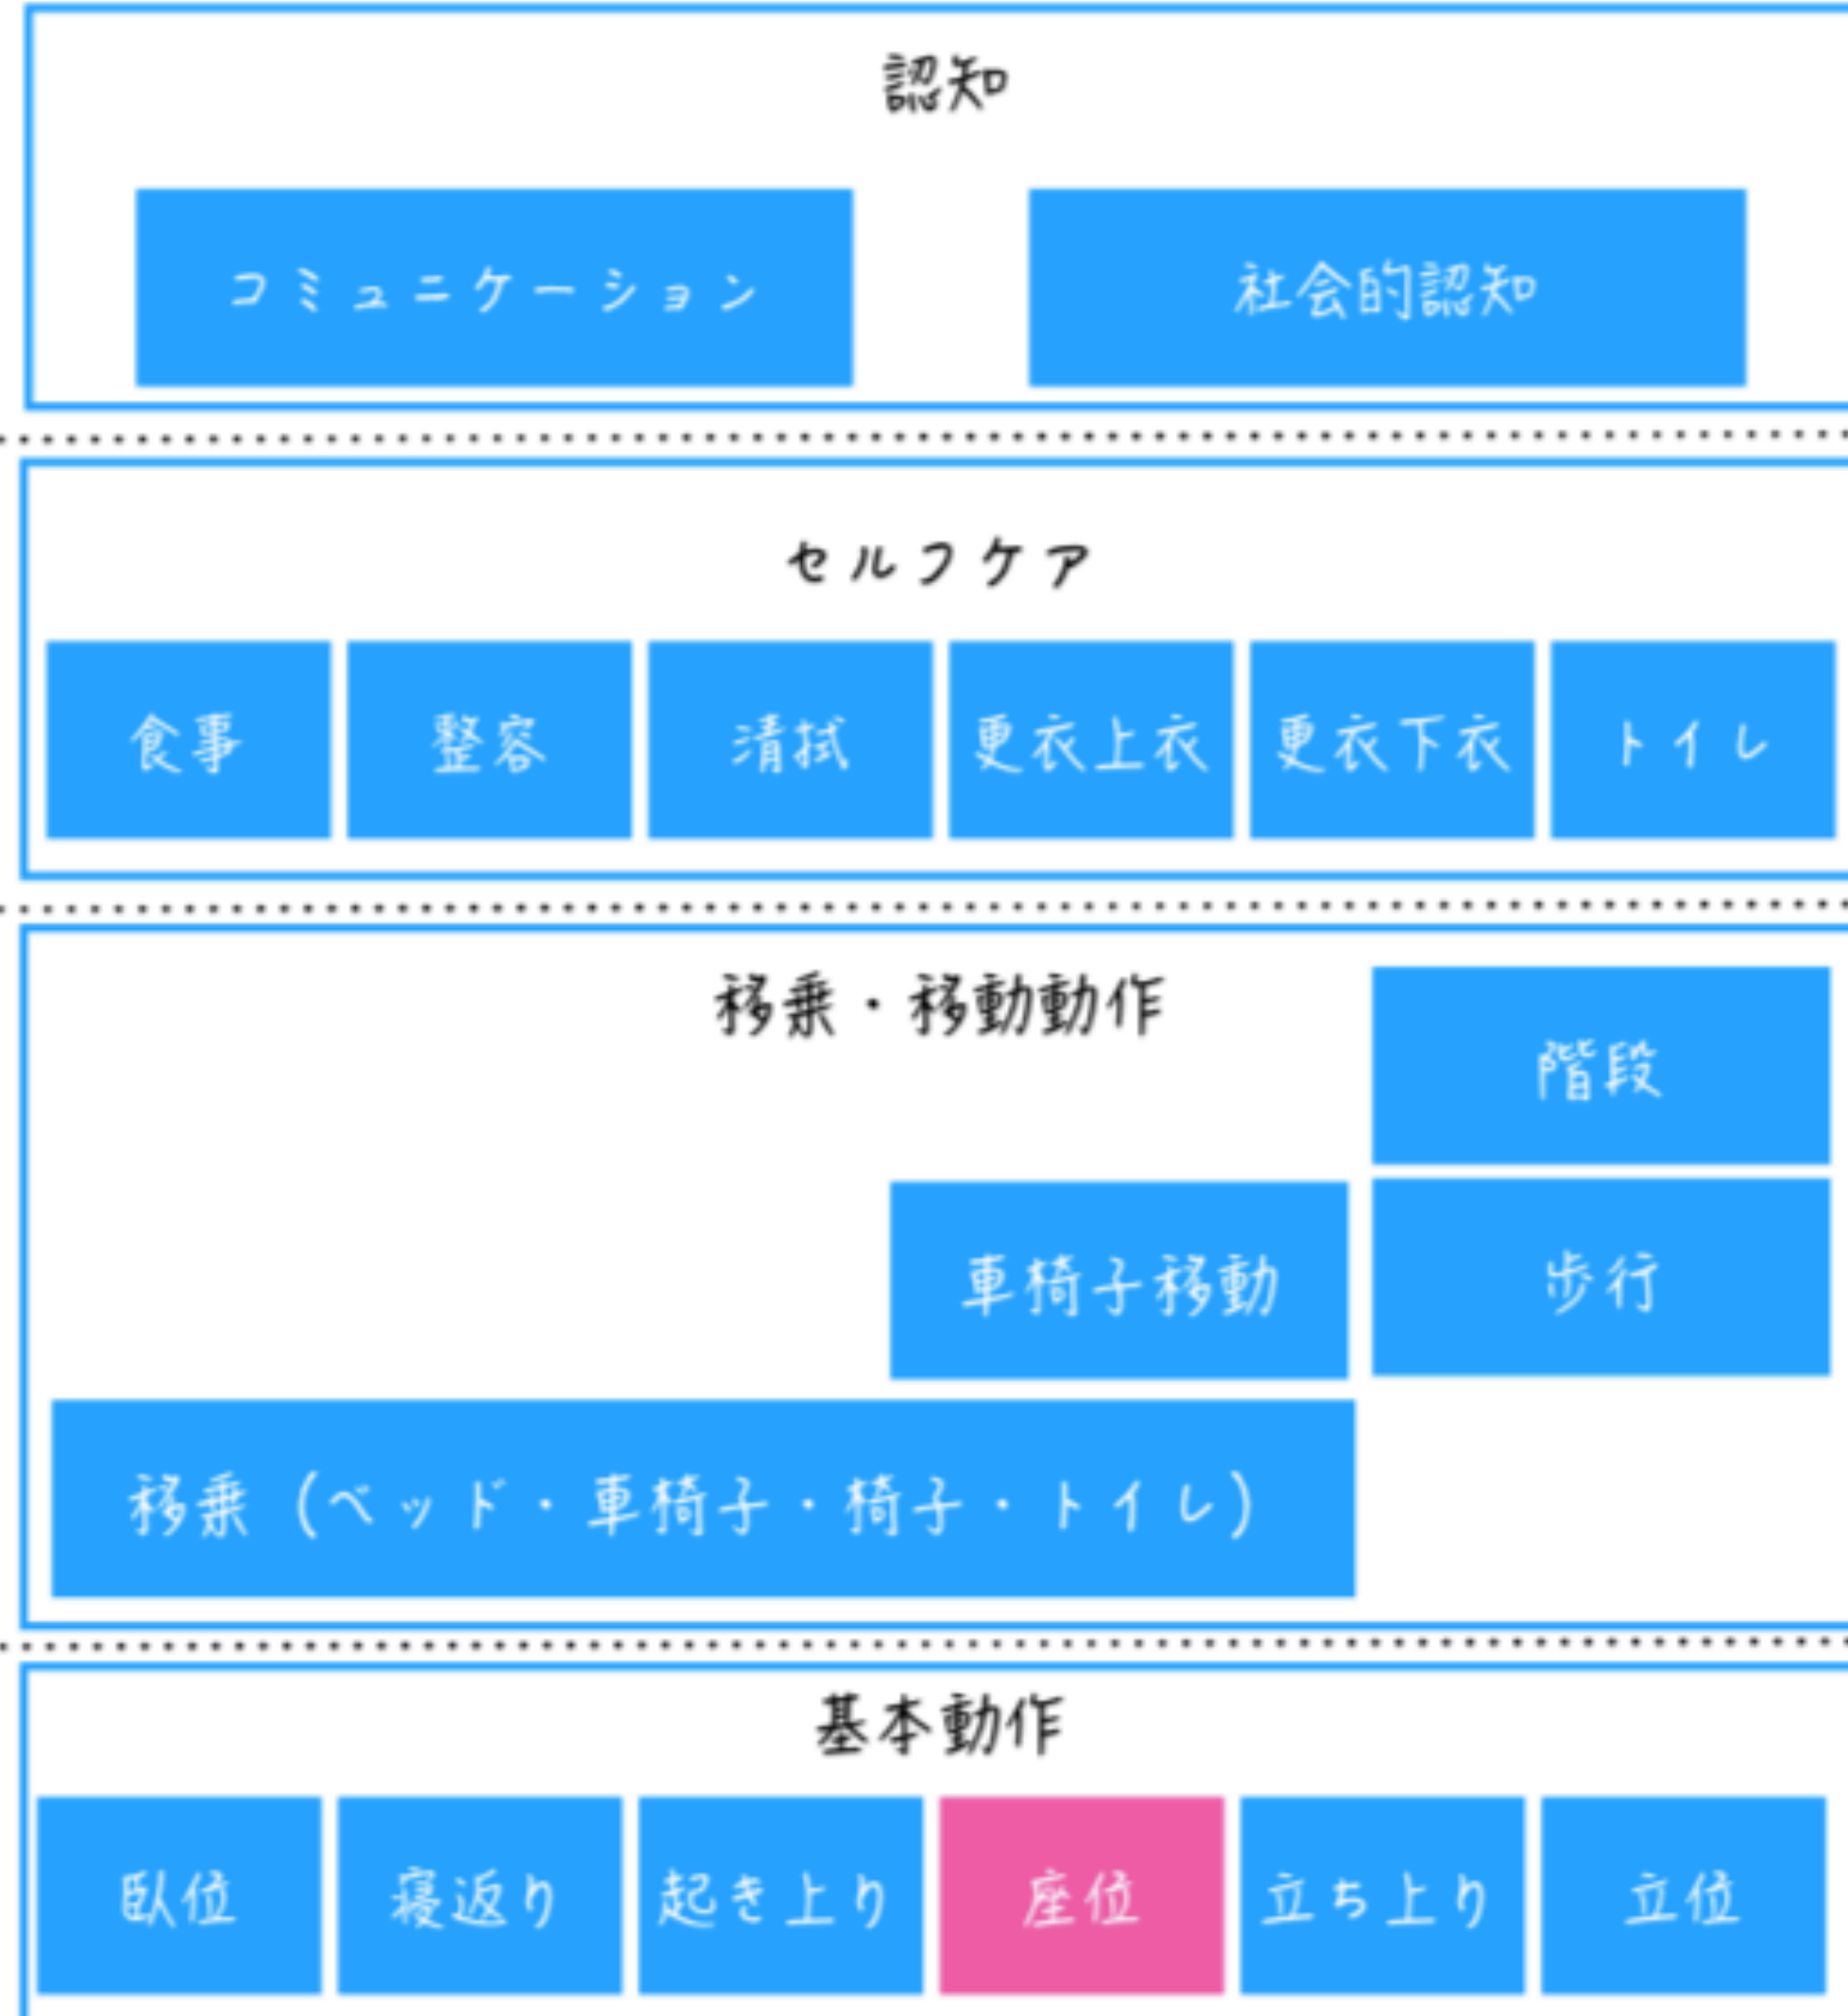 認知
コミュニケーション
社会的認知
セルフケア
食事
整容
清拭
更衣上衣
更衣下衣
トイレ
移乗・移動動作
階段
車椅子移動
歩行
移乗（ベッド・車椅子・椅子・トイレ）
基本動作
臥位
寝返り
起き上り
座位
立ち上り
立位